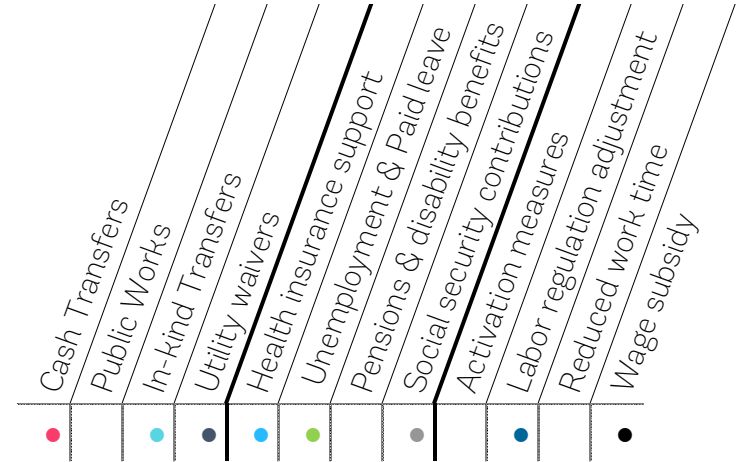 Cash Transfers
Public Works
In-kind Transfers
Utility waivers
Health insurance support
Unemployment & Paid leave
Pensions & disability benefits
Social security contributions
Activation measures
Labor regulation adjustment
Reduced work time
Wage subsidy